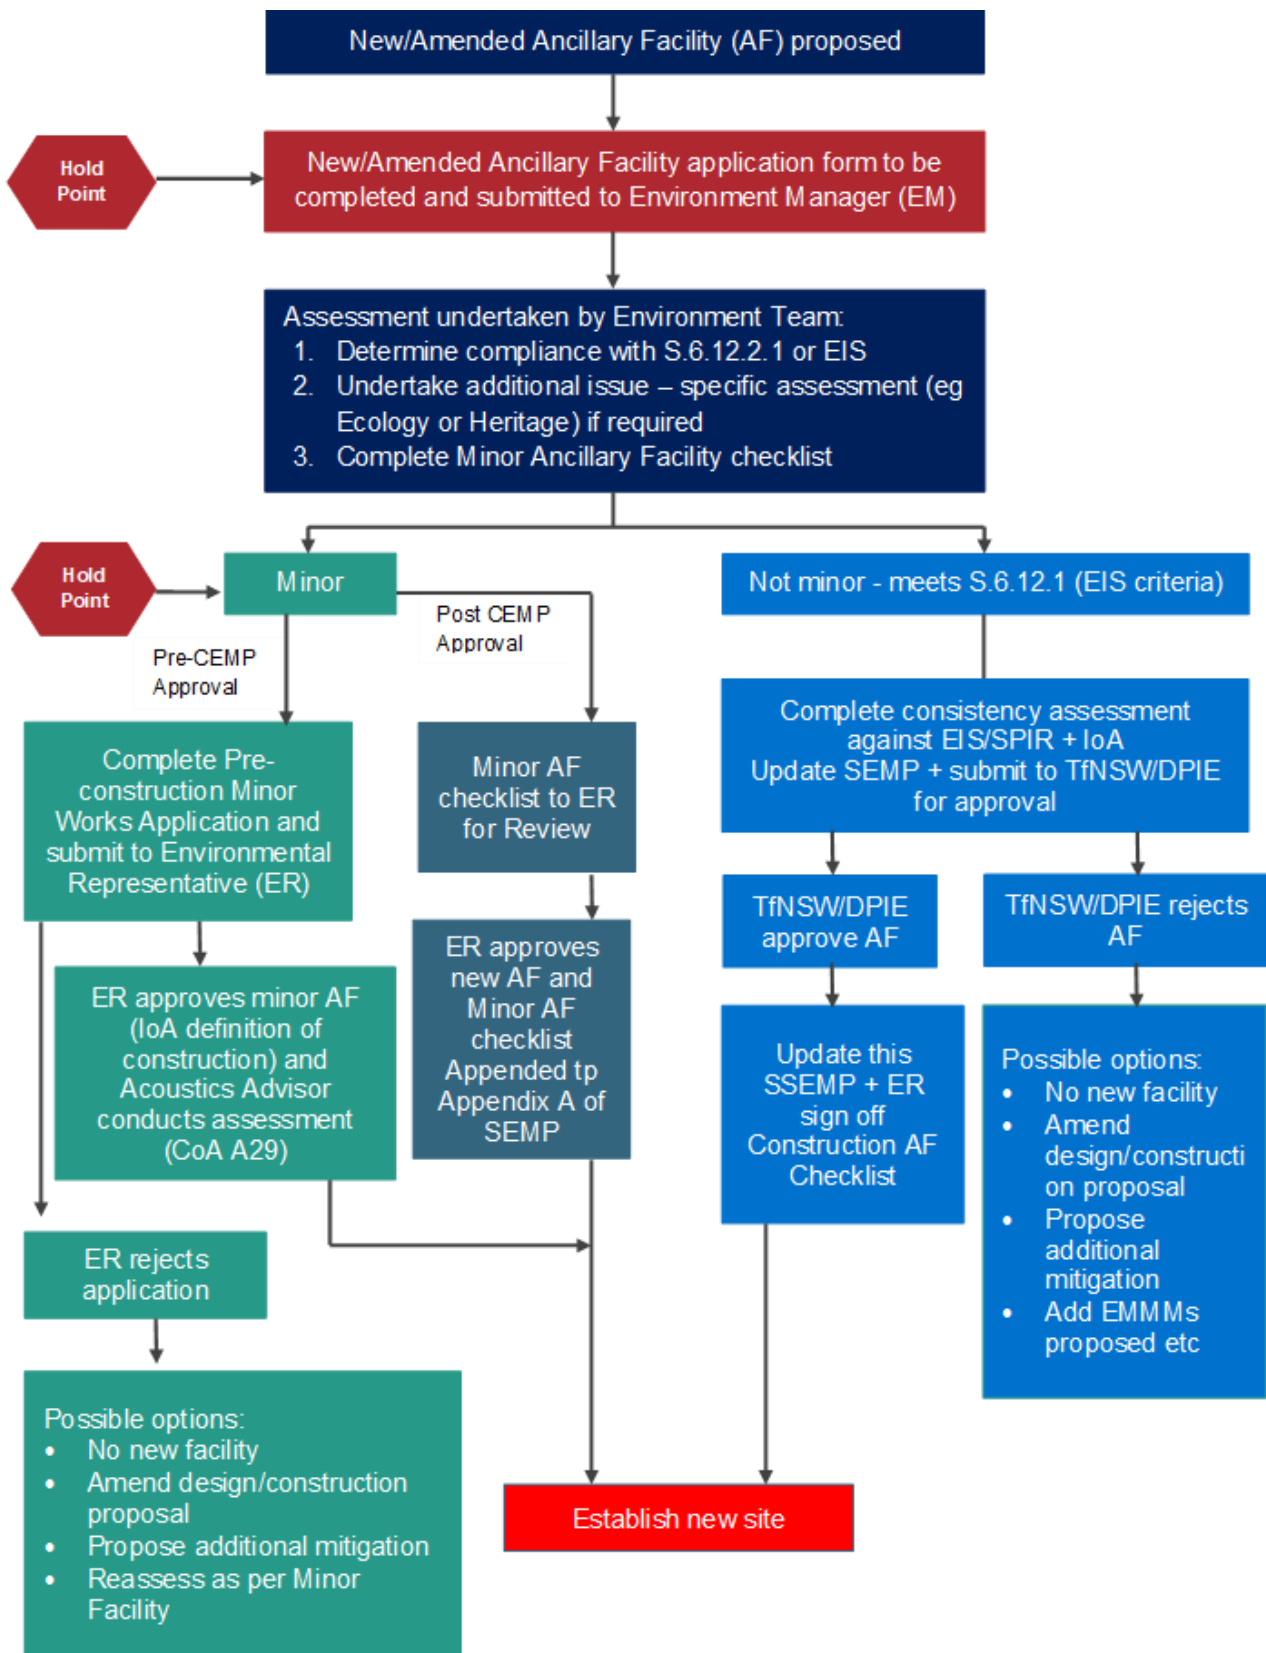 New/Amended Ancillary Facility (AF) proposed
Hold
Point
New/Amended Ancillary Facility application form to be
completed and submitted to Environment Manager (EM)
Assessment undertaken by Environment Team:
1. Determine compliance with S.6.12.2.1 or EIS
2. Undertake additional issue – specific assessment (eg
Ecology or Heritage) if required
3. Complete Minor Ancillary Facility checklist
Hold
Point
Minor
Not minor - meets S.6.12.1 (EIS criteria)
Pre-CEMP
Approval
Post CEMP
Approval
Complete Pre-
construction Minor
Works Application and
submit to Environmental
Representative (ER)
Minor AF
checklist to ER
for Review
Complete consistency assessment
against EIS/SPIR + IoA
Update SEMP + submit to TfNSW/DPIE
for approval
TfNSW/DPIE
approve AF
TfNSW/DPIE rejects
AF
ER approves minor AF
(IoA definition of
construction) and
Acoustics Advisor
conducts assessment
(CoA A29)
ER approves
new AF and
Minor AF
checklist
Appended tp
Appendix A of
SEMP
Update this
SSEMP + ER
sign off
Construction AF
Checklist
Possible options:
• No new facility
• Amend
design/constructi
on proposal
• Propose
additional
mitigation
• Add EMMMs
proposed etc
ER rejects
application
Possible options:
• No new facility
• Amend design/construction
proposal
• Propose additional mitigation
• Reassess as per Minor
Facility
Establish new site